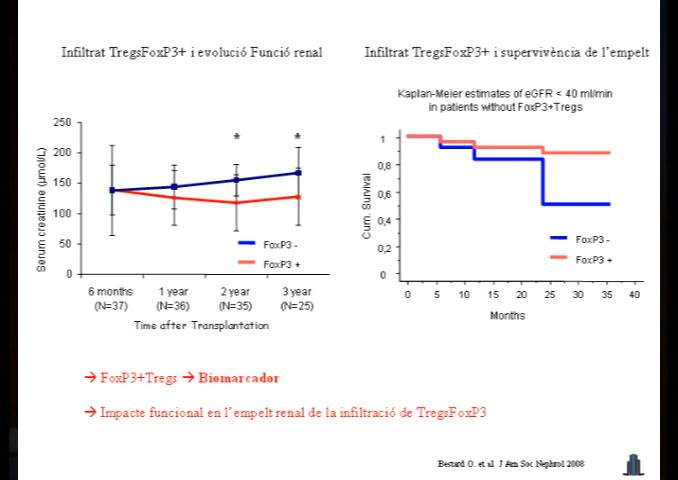 Infiltrat TregsFoxP3+ i evolució Funció renal
Infiltrat TregsFoxP3+ i supervivència de l'empelt
Kaplan-Meier estimates of eGFR < 40 ml/min
in patients without FoxP3+Tregs
Serum creatinine (µmol/L)
250
200
150
100
50
0
* *
FoxP3 -
FoxP3 +
6 months 1 year 2 year 3 year
(N=37) (N=36) (N=35) (N=25)
Time after Transplantation
Cum. Survival
1
0,8
0,6
0,4
0,2
0
FoxP3 -
FoxP3 +
0 5 10 15 20 25 30 35 40
Months
→ FoxP3+Tregs → Biomarcador
→ Impacte funcional en l'empelt renal de la infiltració de TregsFoxP3
Bestard O. et al J Am Soc Nephrol 2008